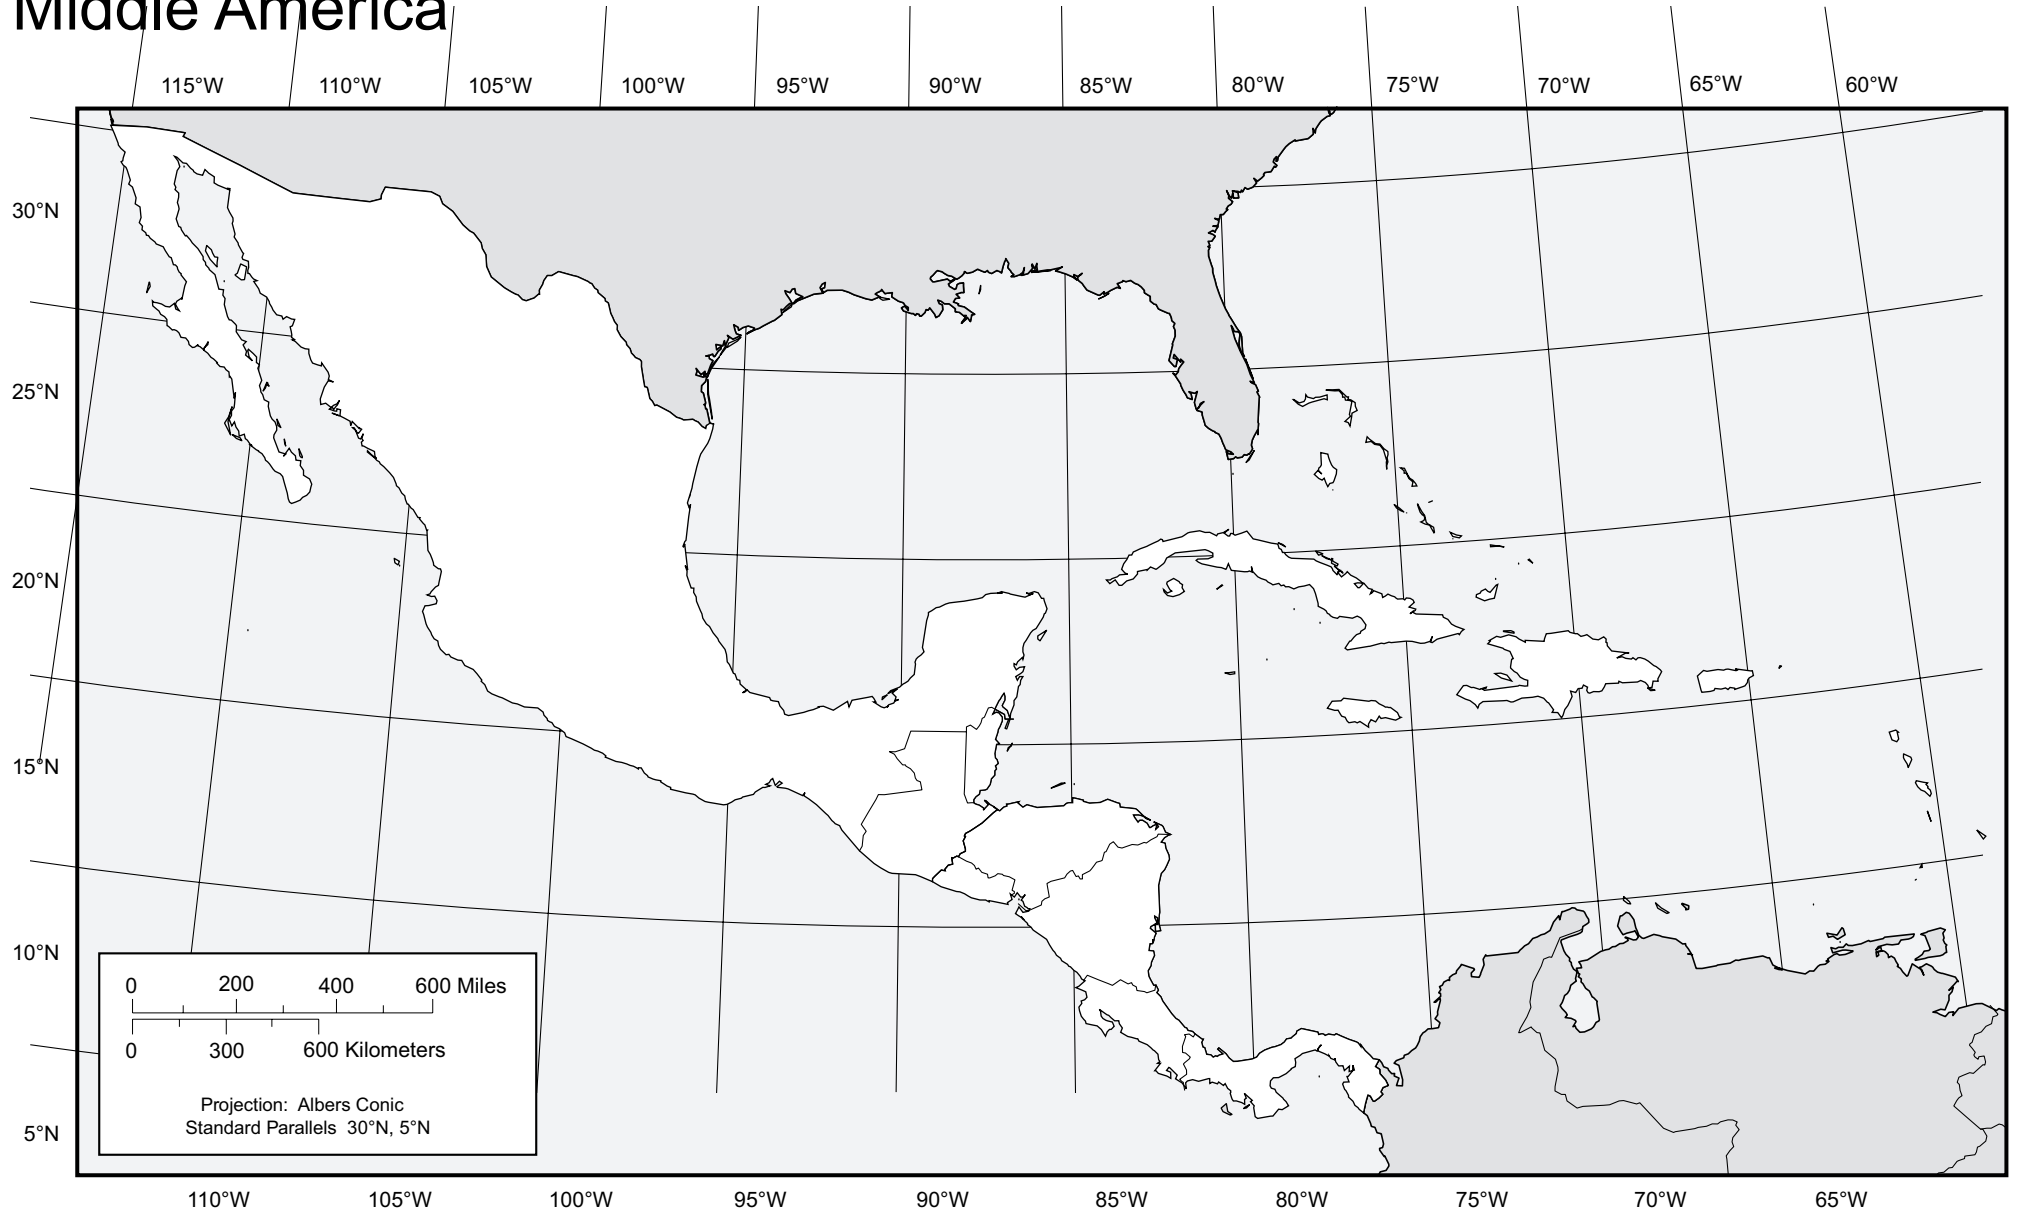 Middle America
115°W 110°W 105°W 100°W 95°W 90°W 85°W 80°W 75°W 70°W 65°W 60°W
30°N
25°N
20°N
15°N
10°N
5°N
0 200 400 600 Miles
0 300 600 Kilometers
Projection: Albers Conic
Standard Parallels 30°N, 5°N
110°W 105°W 100°W 95°W 90°W 85°W 80°W 75°W 70°W 65°W